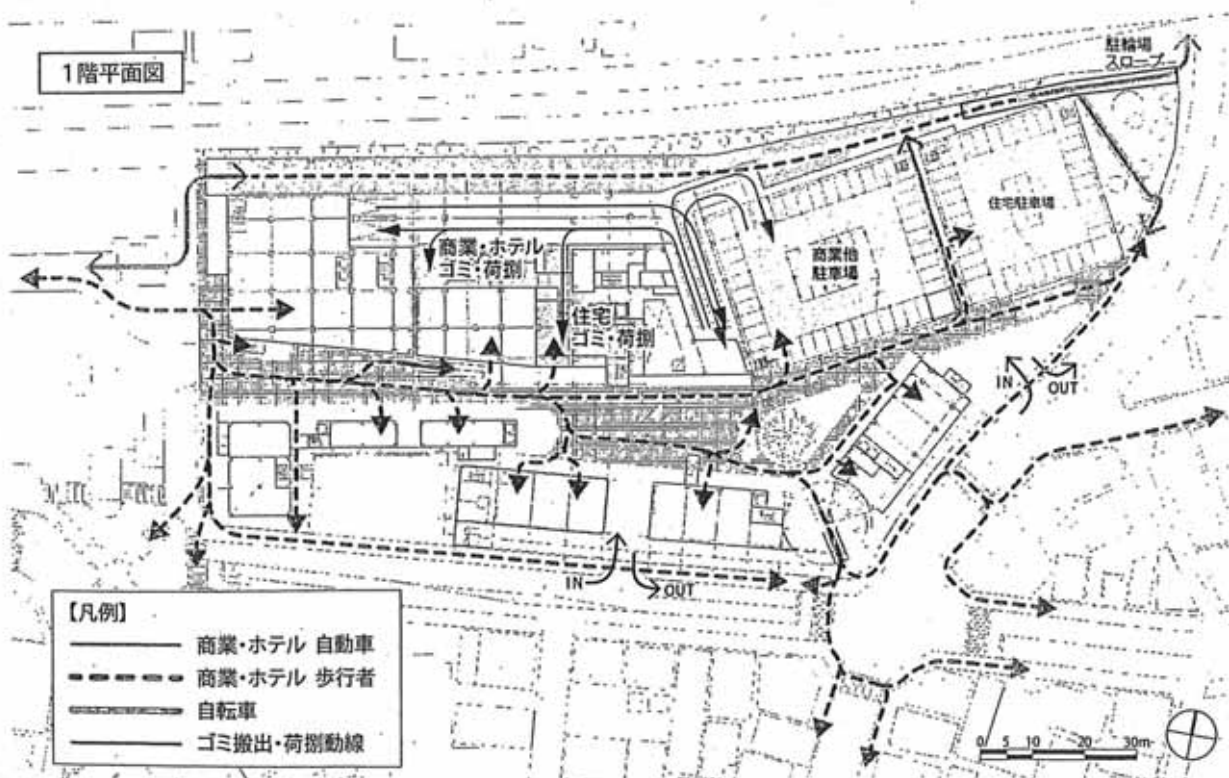 1階平面図
駐輪場
スロープ
住宅駐車場
商業・ホテル
ゴミ・荷捌
商業他
駐車場
住宅
ゴミ・荷捌
IN
OUT
IN
OUT
【凡例】
商業・ホテル 自動車
商業・ホテル 歩行者
自転車
ゴミ搬出・荷捌動線
0 5 10 20 30m